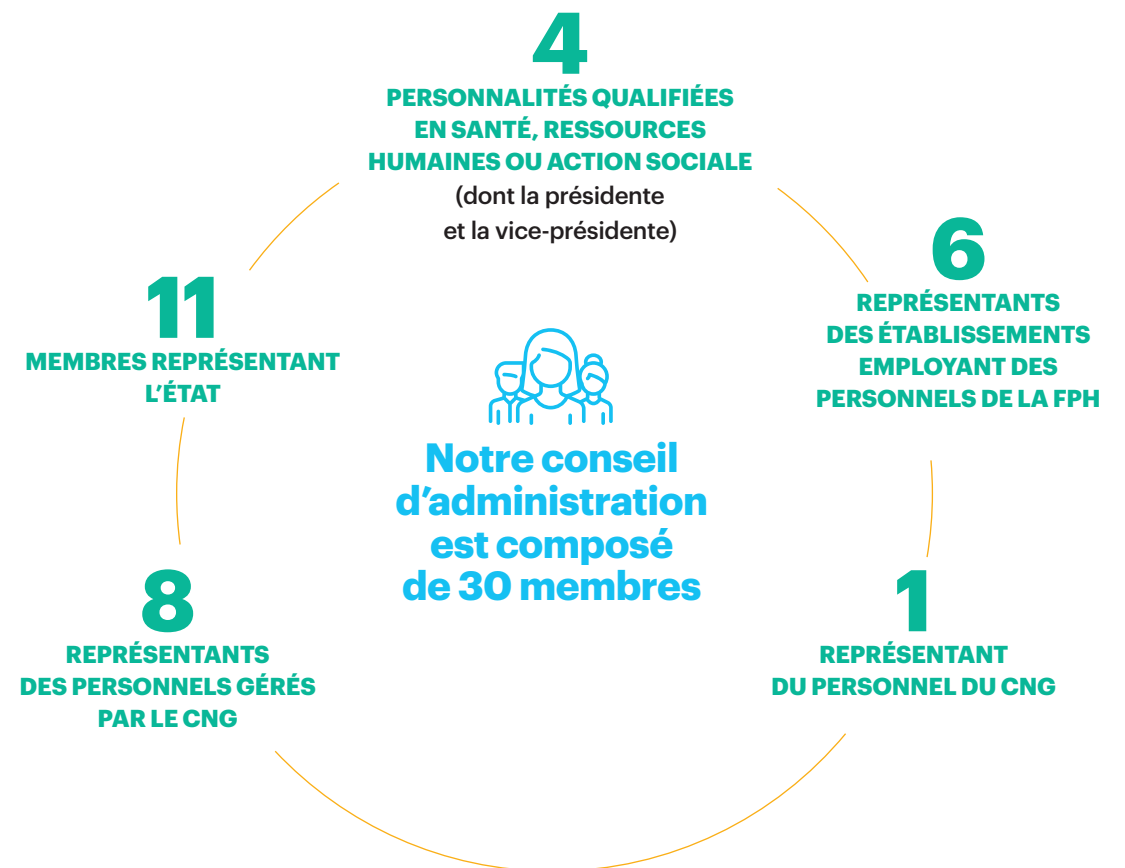 4
PERSONNALITÉS QUALIFIÉES
EN SANTÉ, RESSOURCES
HUMAINES OU ACTION SOCIALE
(dont la présidente
et la vice-présidente)
6
REPRÉSENTANTS
DES ÉTABLISSEMENTS
EMPLOYANT DES
PERSONNELS DE LA FPH
11
MEMBRES REPRÉSENTANT
L’ÉTAT
Notre conseil
d’administration
est composé
de 30 membres
8
REPRÉSENTANTS
DES PERSONNELS GÉRÉS
PAR LE CNG
1
REPRÉSENTANT
DU PERSONNEL DU CNG